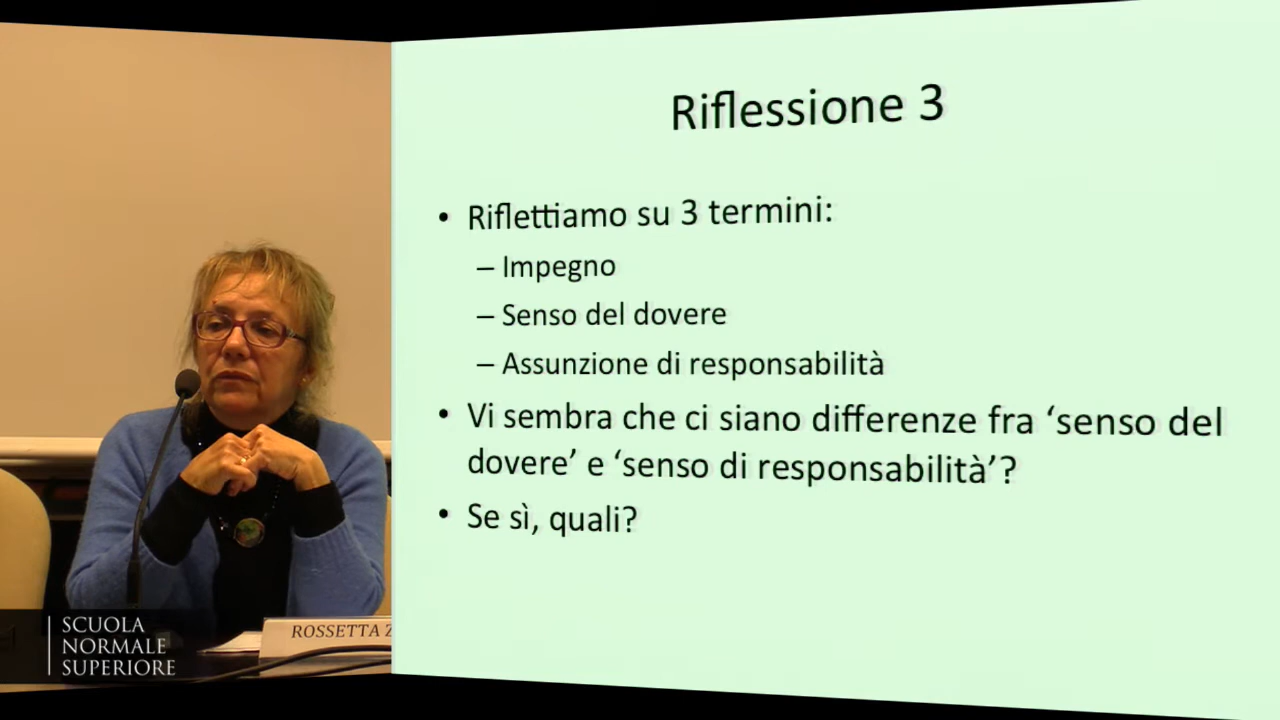 Riflessione 3
• Riflettiamo su 3 termini:
– Impegno
– Senso del dovere
– Assunzione di responsabilità
• Vi sembra che ci siano differenze fra ‘senso del
dovere’ e ‘senso di responsabilità’?
• Se sì, quali?
SCUOLA
NORMALE
SUPERIORE
ROSSETTA Z